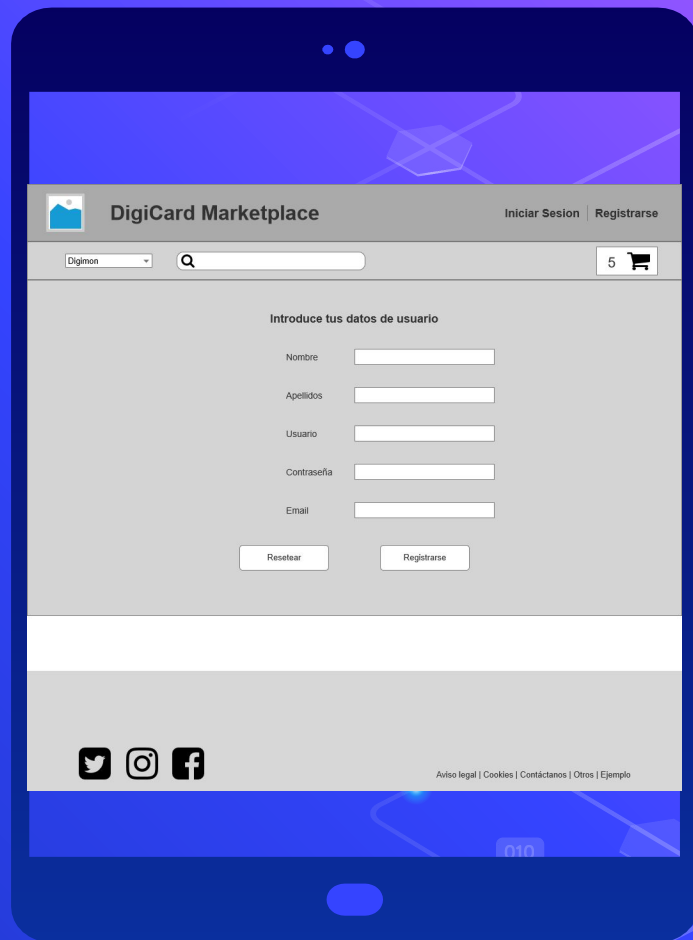 DigiCard Marketplace
Iniciar Sesion Registrarse
Digimon
5
Introduce tus datos de usuario
Nombre
Apellidos
Usuario
Contraseña
Email
Resetear Registrarse
Aviso legal | Cookies | Contáctanos | Otros | Ejemplo
010